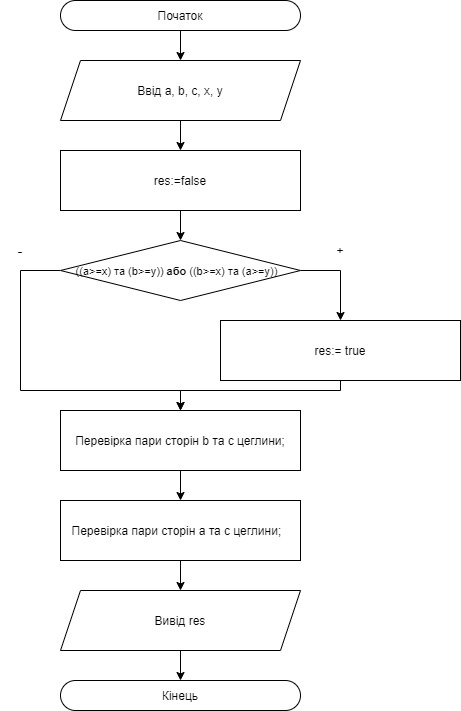 Початок
Ввід a, b, c, x, y
res:=false
-
+
((a>=x) та (b>=y)) або ((b>=x) та (a>=y))
res:= true
Перевірка пари сторін b та c цеглини;
Перевірка пари сторін a та c цеглини;
Вивід res
Кінець